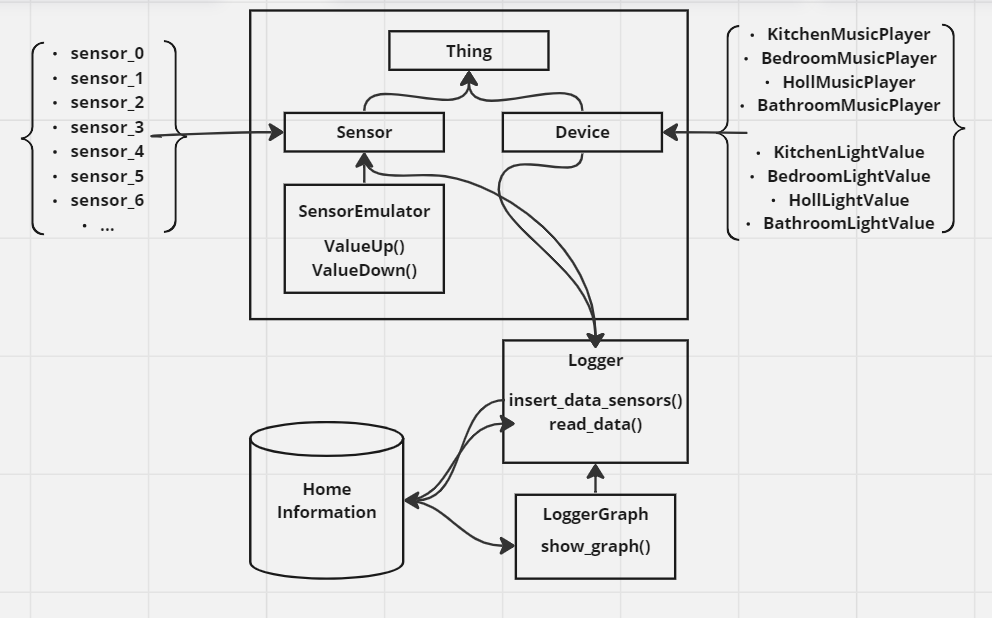 sensor_0
sensor_1
sensor_2
sensor_3
sensor_4
sensor_5
sensor_6
...
Thing
Sensor
Device
SensorEmulator
ValueUp()
ValueDown()
KitchenMusicPlayer
BedroomMusicPlayer
HollMusicPlayer
BathroomMusicPlayer
KitchenLightValue
BedroomLightValue
HollLightValue
BathroomLightValue
Logger
insert_data_sensors()
read_data()
Home
Information
LoggerGraph
show_graph()